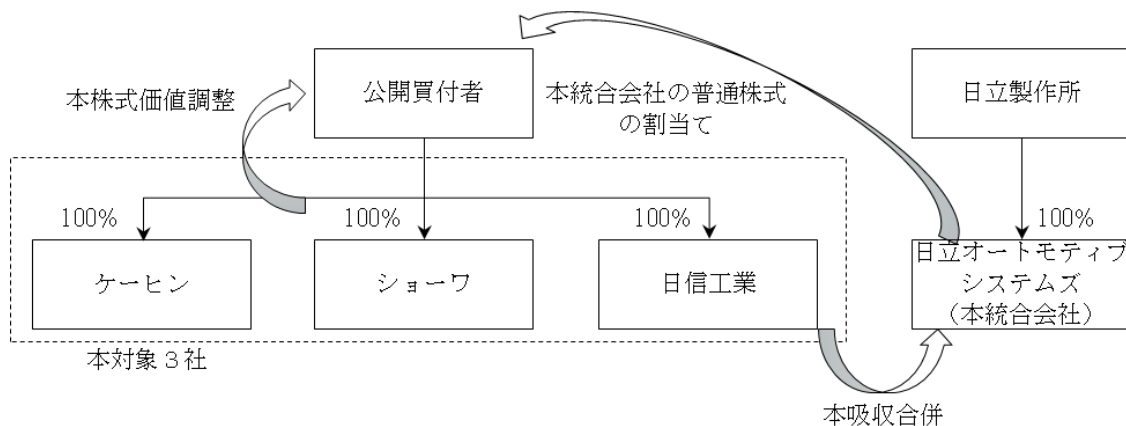 公開買付者
日立製作所
本株式価値調整
本統合会社の普通株式
の割当て
100%
100%
100%
100%
ケーヒン
ショーワ
日信工業
日立オートモティブ
システムズ
(本統合会社)
本対象3社
本吸収合併